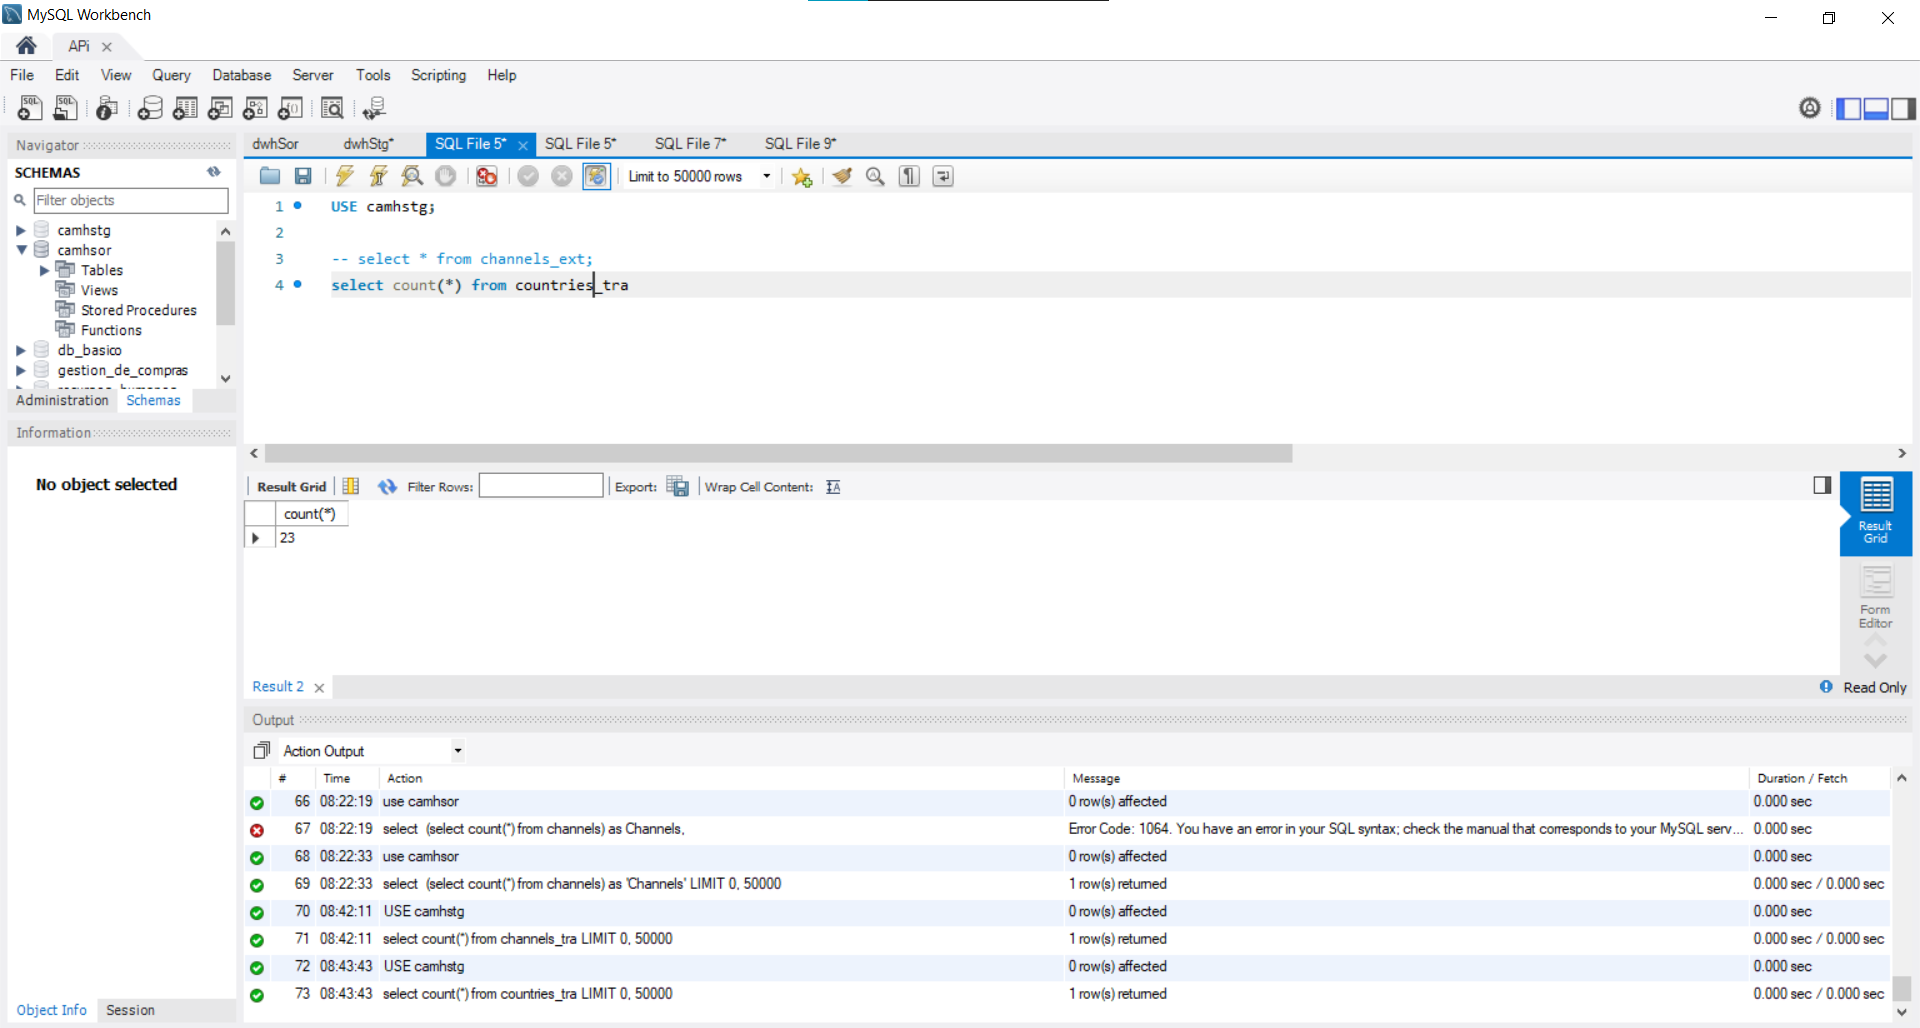 MySQL Workbench
APi
File Edit View Query Database Server Tools Scripting Help
Navigator
SCHEMAS
Filter objects
camhstg
camhsor
Tables
Views
Stored Procedures
Functions
db_basico
gestion_de_compras
Administration Schemas
Information
No object selected
Object Info Session
dwhSor dwhStg* SQL File 5* SQL File 5* SQL File 7* SQL File 9*
Limit to 50000 rows
1 USE camhstg;
2
3 -- select * from channels_ext;
4 select count(*) from countries_tra
Result Grid Filter Rows: Export: Wrap Cell Content:
count(*)
23
Result Grid
Form Editor
Result 2
Read Only
Output
Action Output
# Time Action Message Duration / Fetch
66 08:22:19 use camhsor 0 row(s) affected 0.000 sec
67 08:22:19 select (select count(*) from channels) as Channels, Error Code: 1064. You have an error in your SQL syntax; check the manual that corresponds to your MySQL serv... 0.000 sec
68 08:22:33 use camhsor 0 row(s) affected 0.000 sec
69 08:22:33 select (select count(*) from channels) as 'Channels' LIMIT 0, 50000 1 row(s) returned 0.000 sec / 0.000 sec
70 08:42:11 USE camhstg 0 row(s) affected 0.000 sec
71 08:42:11 select count(*) from channels_tra LIMIT 0, 50000 1 row(s) returned 0.000 sec / 0.000 sec
72 08:43:43 USE camhstg 0 row(s) affected 0.000 sec
73 08:43:43 select count(*) from countries_tra LIMIT 0, 50000 1 row(s) returned 0.000 sec / 0.000 sec